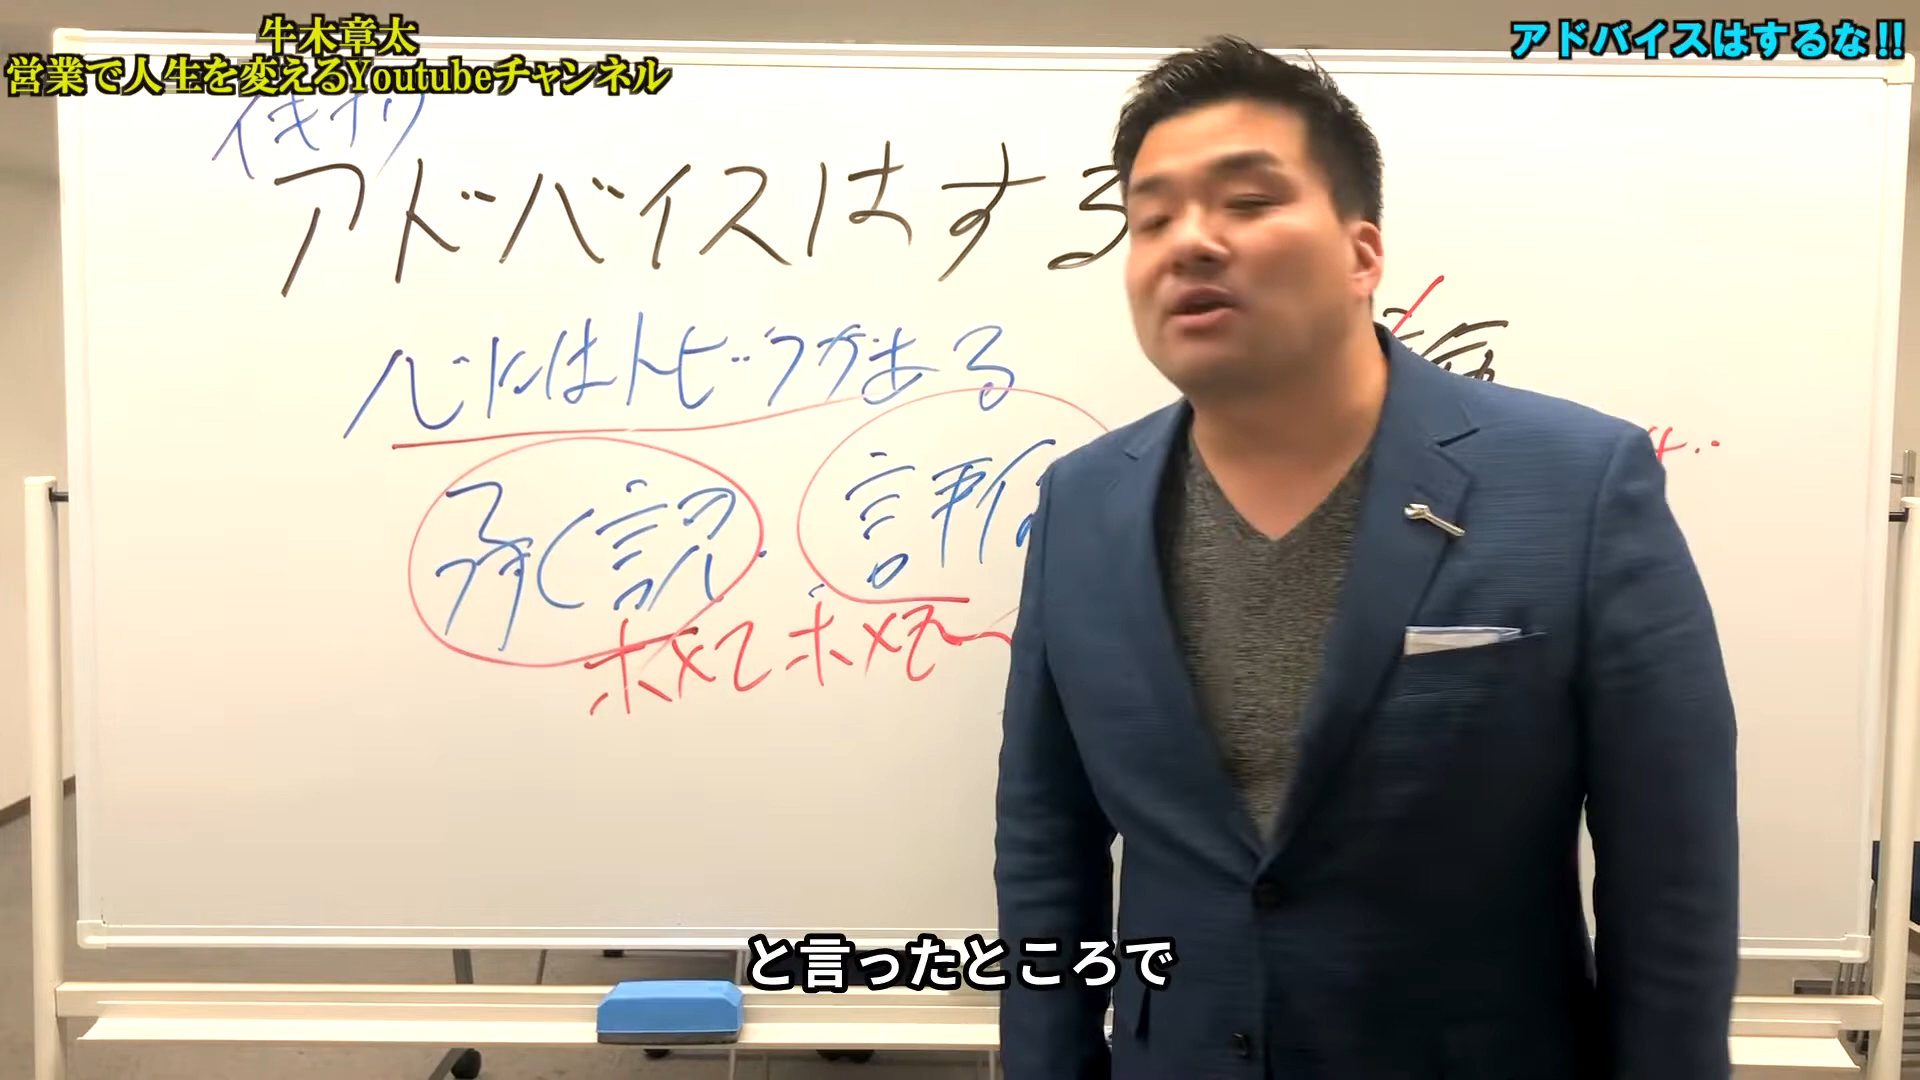 牛木章太
営業で人生を変えるYoutubeチャンネル
アドバイスはするな!!
イキナリ
アドバイスはする
心にはトビラがある
承認・評価
ホメてホメて
と言ったところで